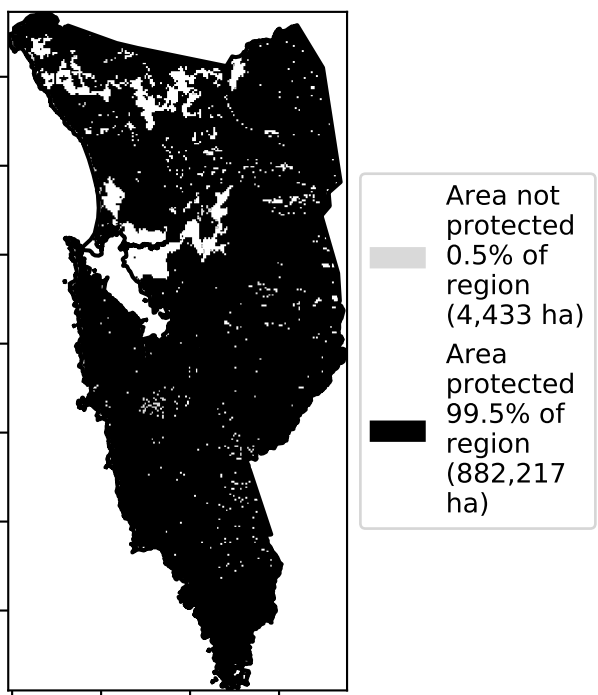 Area not
protected
0.5% of
region
(4,433 ha)
Area
protected
99.5% of
region
(882,217
ha)